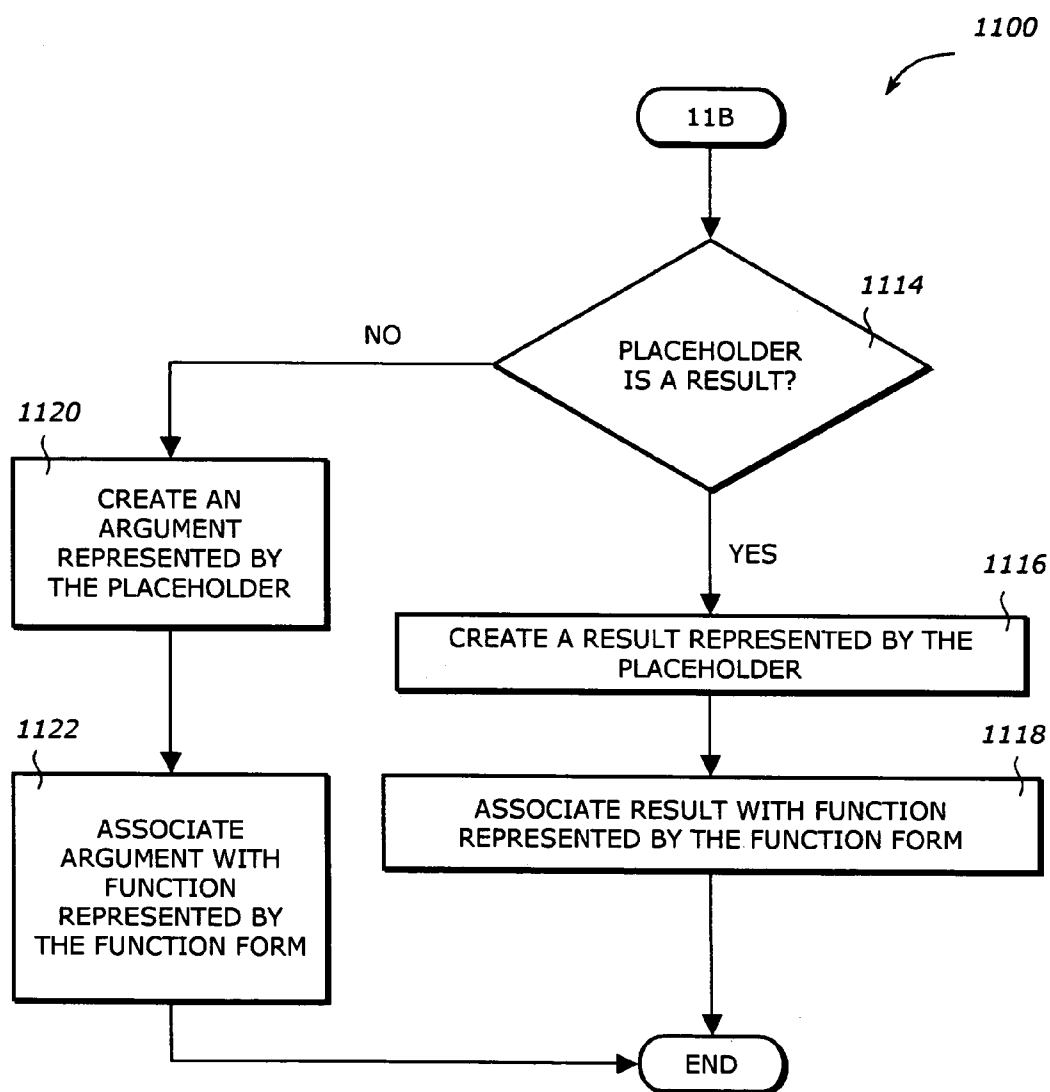 1100
11B
1114
PLACEHOLDER
IS A RESULT?
NO
YES
1120
CREATE AN
ARGUMENT
REPRESENTED BY
THE PLACEHOLDER
1116
CREATE A RESULT REPRESENTED BY THE
PLACEHOLDER
1122
ASSOCIATE
ARGUMENT WITH
FUNCTION
REPRESENTED BY
THE FUNCTION FORM
1118
ASSOCIATE RESULT WITH FUNCTION
REPRESENTED BY THE FUNCTION FORM
END